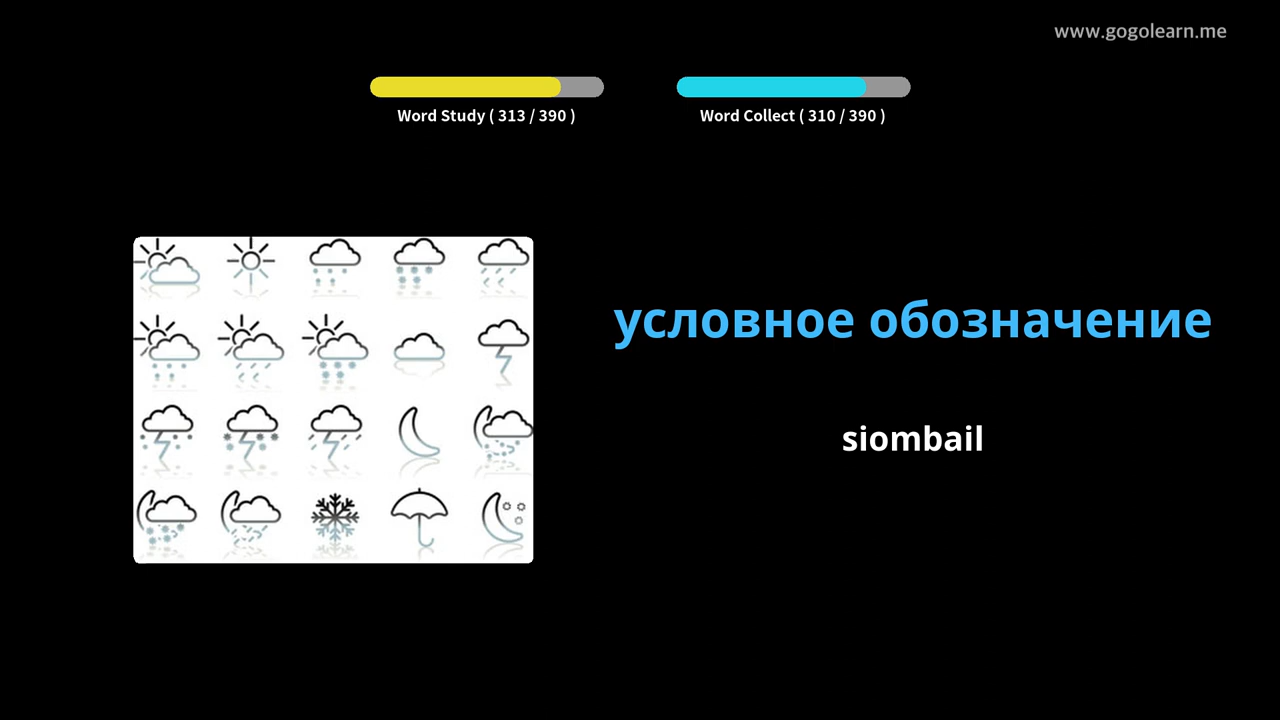 www.gogolearn.me
Word Study ( 313 / 390 )
Word Collect ( 310 / 390 )
условное обозначение
siombail